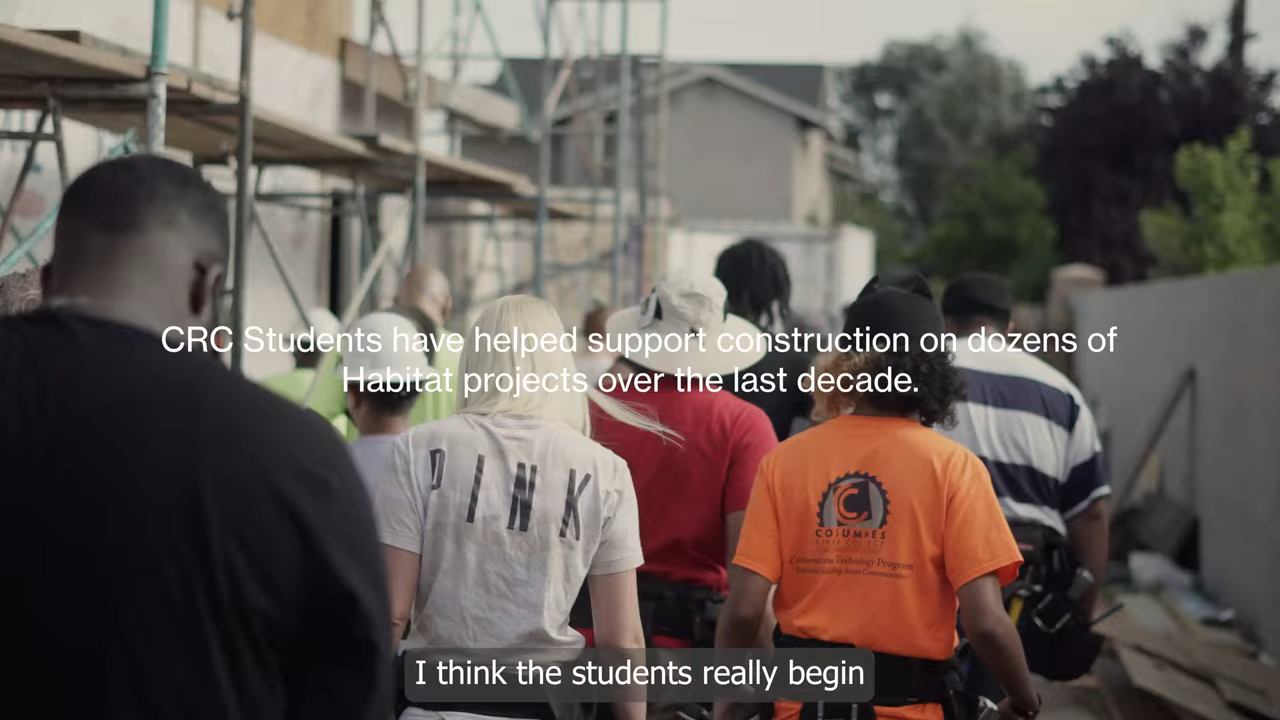 CRC Students have helped support construction on dozens of
Habitat projects over the last decade.
PINK
C
Construction Technology Program
I think the students really begin